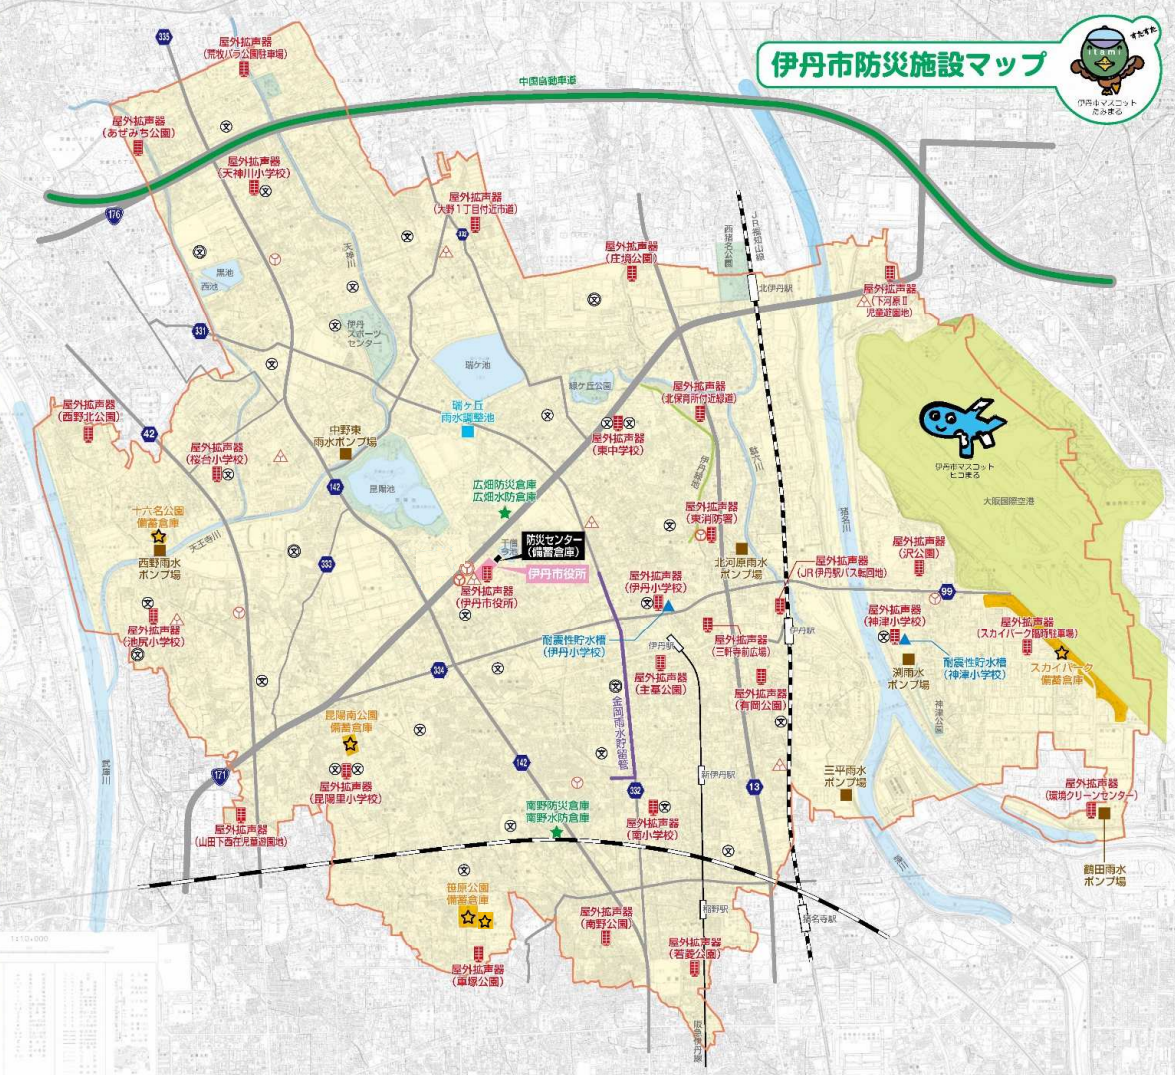 伊丹市防災施設マップ
すたすた
itami
伊丹市マスコット
たみまる
中国自動車道
335
屋外拡声器
(荒牧バラ公園駐車場)
屋外拡声器
(あぜみち公園)
屋外拡声器
(天神川小学校)
176
屋外拡声器
(大野1丁目付近市道)
332
天神川
屋外拡声器
(庄境公園)
西猪名公園
JR福知山線
北伊丹駅
屋外拡声器
(下河原Ⅱ
児童遊園地)
黒池
西池
331
伊丹
スポーツ
センター
瑞ケ池
緑ケ丘公園
瑞ケ丘
雨水調整池
屋外拡声器
(北保育所付近緑道)
屋外拡声器
(西野北公園)
42
中野東
雨水ポンプ場
屋外拡声器
(桜台小学校)
屋外拡声器
(東中学校)
伊丹緑地
伊丹市マスコット
ヒコまる
大阪国際空港
142
昆陽池
広畑防災倉庫
広畑水防倉庫
十六名公園
備蓄倉庫
天王寺川
西野雨水
ポンプ場
屋外拡声器
(東消防署)
猪名川
千僧
今池
防災センター
(備蓄倉庫)
伊丹市役所
屋外拡声器
(伊丹市役所)
北河原雨水
ポンプ場
屋外拡声器
(沢公園)
333
屋外拡声器
(JR伊丹駅バス転回地)
屋外拡声器
(伊丹小学校)
99
屋外拡声器
(池尻小学校)
耐震性貯水槽
(伊丹小学校)
伊丹駅
屋外拡声器
(三軒寺前広場)
伊丹駅
屋外拡声器
(神津小学校)
屋外拡声器
(スカイパーク臨時駐車場)
耐震性貯水槽
(神津小学校)
スカイパーク
備蓄倉庫
渕雨水
ポンプ場
334
屋外拡声器
(主基公園)
屋外拡声器
(有岡公園)
金岡雨水貯留管
神津公園
昆陽南公園
備蓄倉庫
武庫川
171
屋外拡声器
(昆陽里小学校)
142
新伊丹駅
13
332
三平雨水
ポンプ場
屋外拡声器
(環境クリーンセンター)
屋外拡声器
(山田下西在児童遊園地)
南野防災倉庫
南野水防倉庫
屋外拡声器
(南小学校)
鶴田雨水
ポンプ場
笹原公園
備蓄倉庫
屋外拡声器
(南野公園)
稲野駅
猪名寺駅
屋外拡声器
(車塚公園)
屋外拡声器
(若菱公園)
阪急伊丹線